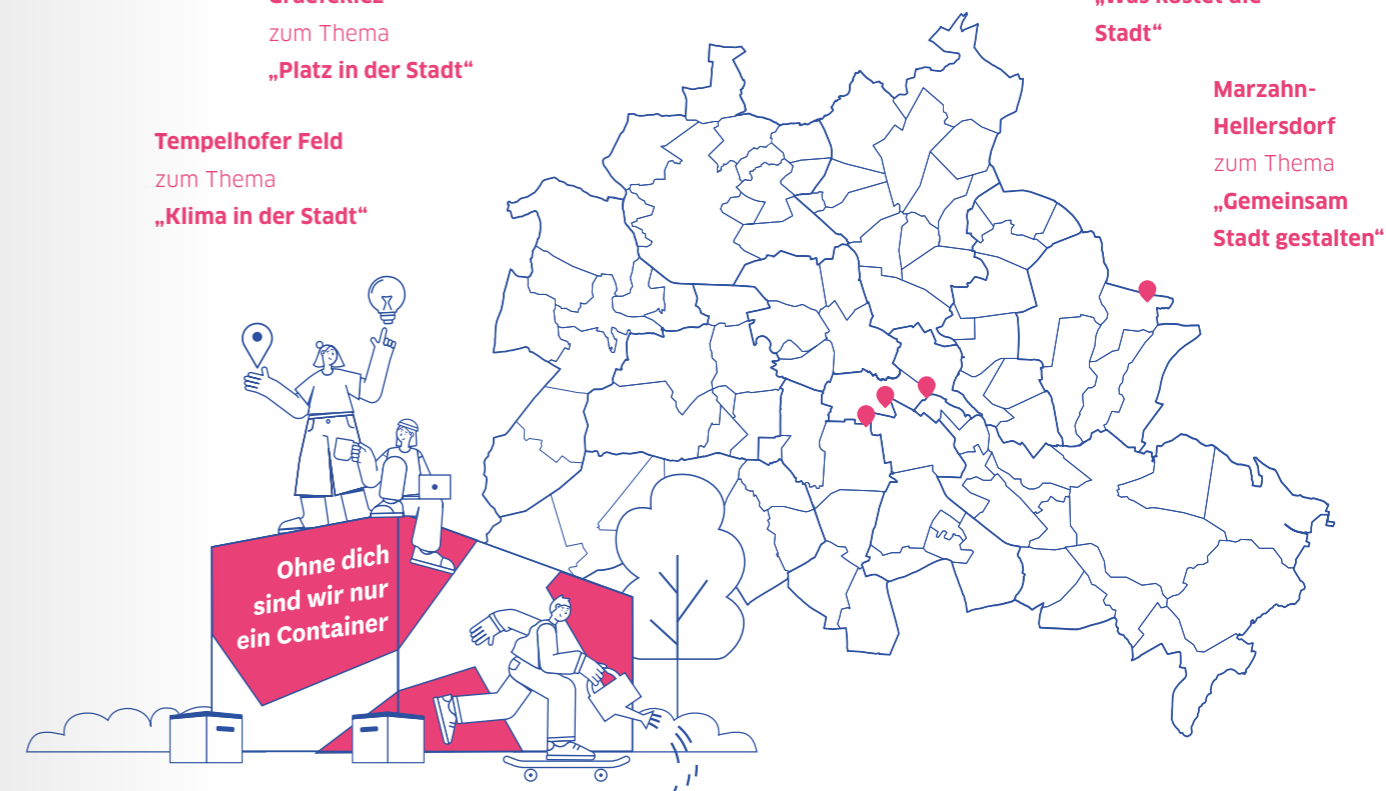 zum Thema
„Platz in der Stadt“
Tempelhofer Feld
zum Thema
„Klima in der Stadt“
Stadt“
Marzahn-
Hellersdorf
zum Thema
„Gemeinsam
Stadt gestalten“
Ohne dich
sind wir nur
ein Container